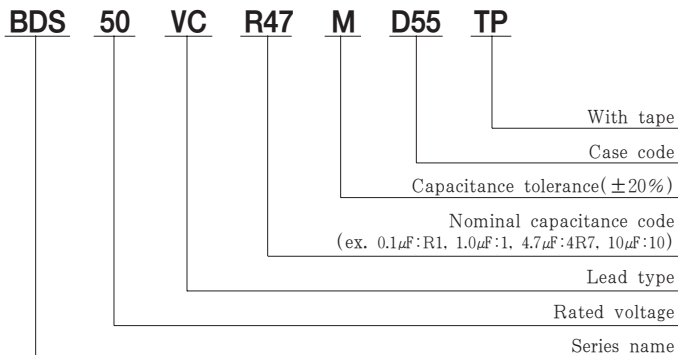 BDS 50 VC R47 M D55 TP
With tape
Case code
Capacitance tolerance(±20%)
Nominal capacitance code
(ex. 0.1μF:R1, 1.0μF:1, 4.7μF:4R7, 10μF:10)
Lead type
Rated voltage
Series name